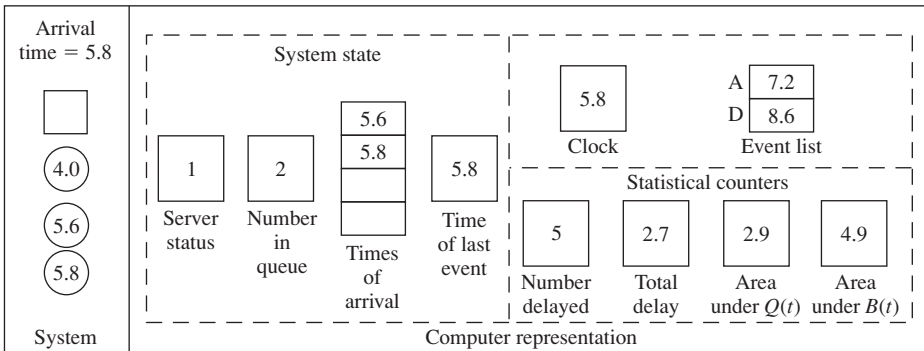 Arrival
time = 5.8
4.0
5.6
5.8
System
System state
1
Server
status
2
Number
in
queue
5.6
5.8
Times
of
arrival
5.8
Time
of last
event
5.8
Clock
A 7.2
D 8.6
Event list
Statistical counters
5
Number
delayed
2.7
Total
delay
2.9
Area
under Q(t)
4.9
Area
under B(t)
Computer representation